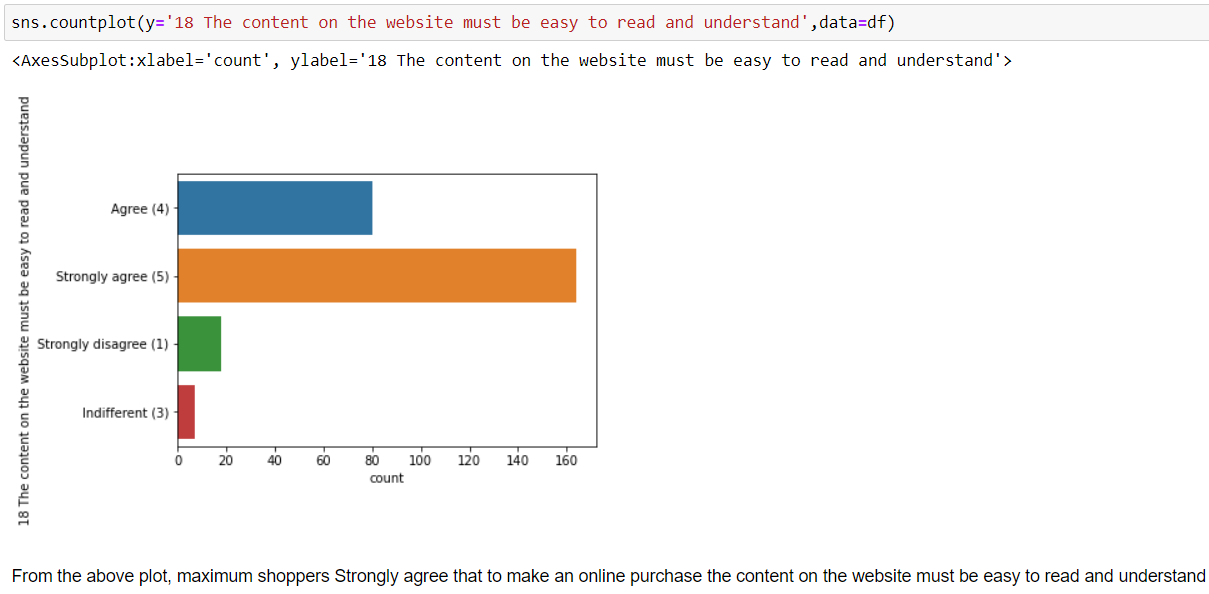 sns.countplot(y='18 The content on the website must be easy to read and understand',data=df)
<AxesSubplot:xlabel='count', ylabel='18 The content on the website must be easy to read and understand'>
18 The content on the website must be easy to read and understand
Agree (4)
Strongly agree (5)
Strongly disagree (1)
Indifferent (3)
0 20 40 60 80 100 120 140 160
count
From the above plot, maximum shoppers Strongly agree that to make an online purchase the content on the website must be easy to read and understand